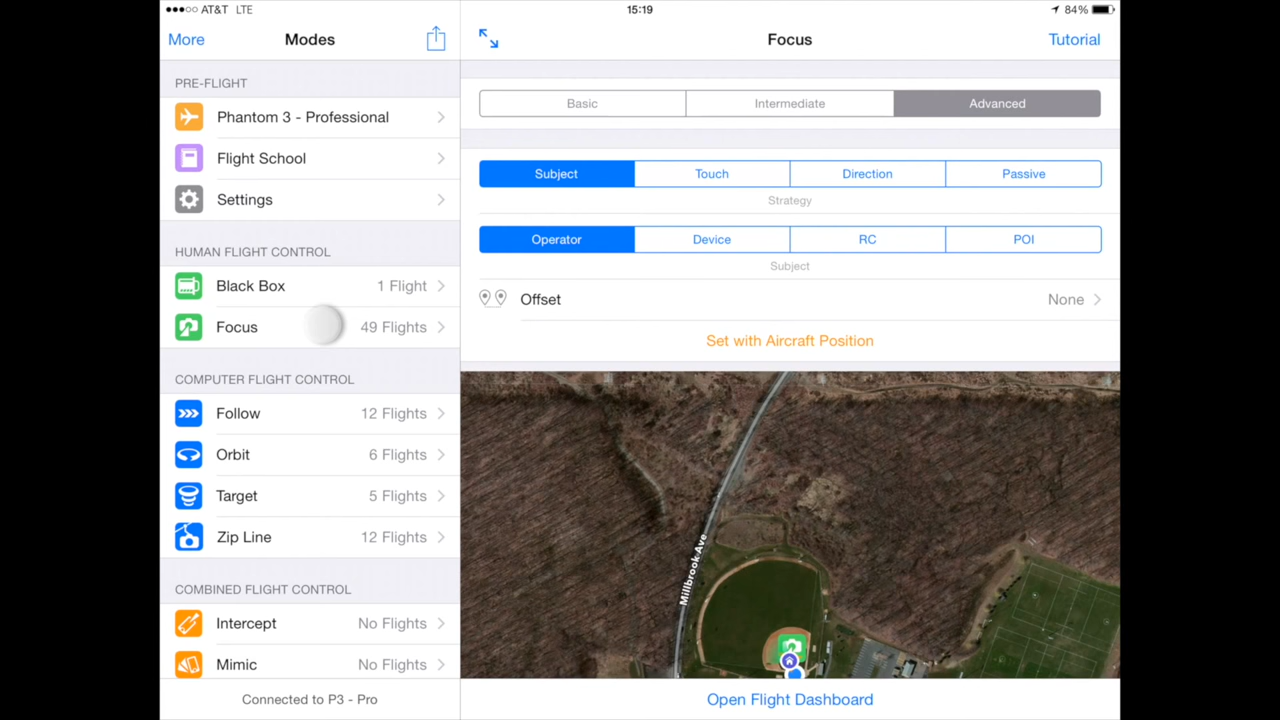 AT&T LTE
15:19
84%
More
Modes
Focus
Tutorial
PRE-FLIGHT
Phantom 3 - Professional
Flight School
Settings
HUMAN FLIGHT CONTROL
Black Box 1 Flight
Focus 49 Flights
COMPUTER FLIGHT CONTROL
Follow 12 Flights
Orbit 6 Flights
Target 5 Flights
Zip Line 12 Flights
COMBINED FLIGHT CONTROL
Intercept No Flights
Mimic No Flights
Connected to P3 - Pro
Basic Intermediate Advanced
Subject Touch Direction Passive
Strategy
Operator Device RC POI
Subject
Offset None
Set with Aircraft Position
Millbrook Ave
Open Flight Dashboard